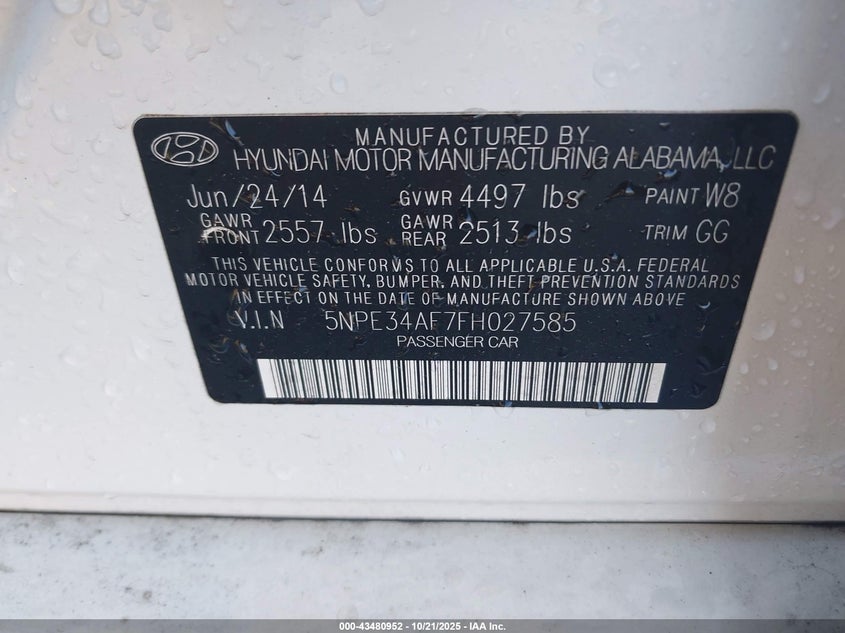 MANUFACTURED BY
HYUNDAI MOTOR MANUFACTURING ALABAMA, LLC
Jun/24/14 GVWR 4497 lbs PAINT W8
GAWR FRONT 2557 lbs GAWR REAR 2513 lbs TRIM GG
THIS VEHICLE CONFORMS TO ALL APPLICABLE U.S.A. FEDERAL
MOTOR VEHICLE SAFETY, BUMPER, AND THEFT PREVENTION STANDARDS
IN EFFECT ON THE DATE OF MANUFACTURE SHOWN ABOVE
V.I.N 5NPE34AF7FH027585
PASSENGER CAR
000-43480952 - 10/21/2025 - IAA Inc.